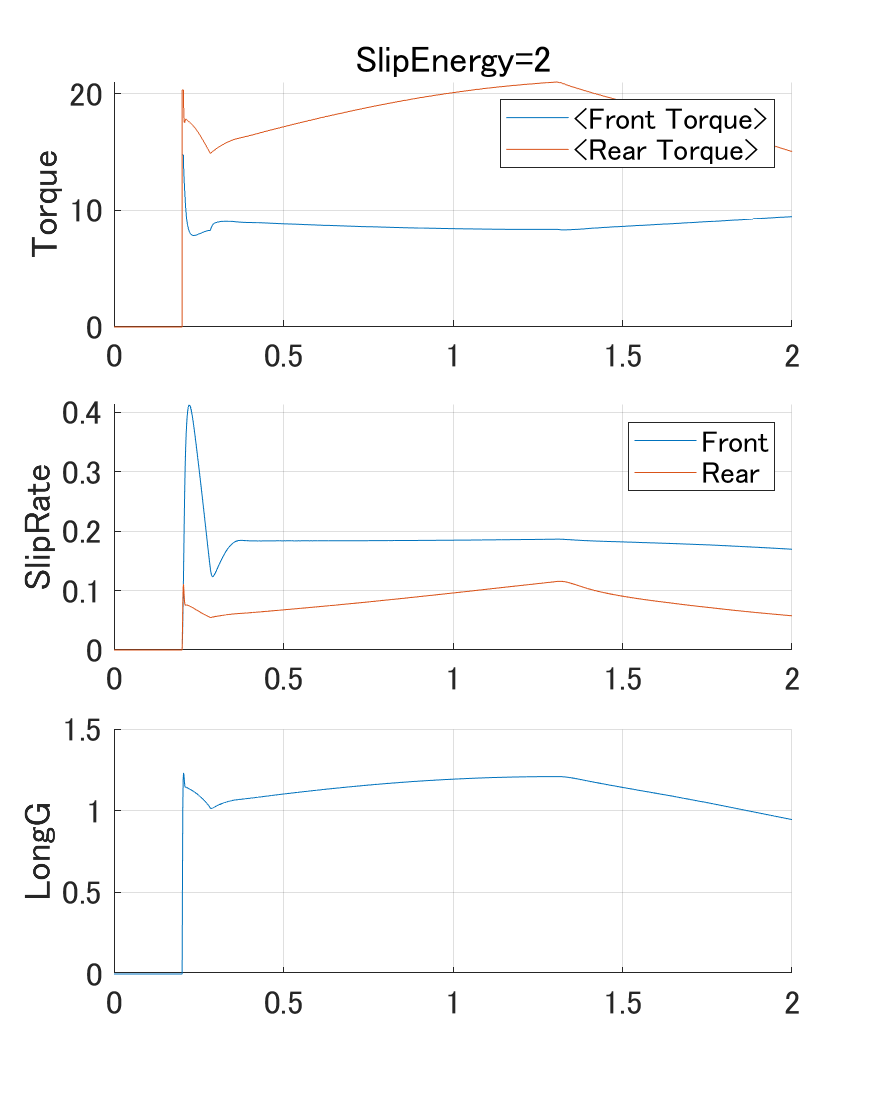 SlipEnergy=2
Torque
20
10
0
<Front Torque>
<Rear Torque>
0 0.5 1 1.5 2
SlipRate
0.4
0.3
0.2
0.1
0
Front
Rear
0 0.5 1 1.5 2
LongG
1.5
1
0.5
0
0 0.5 1 1.5 2